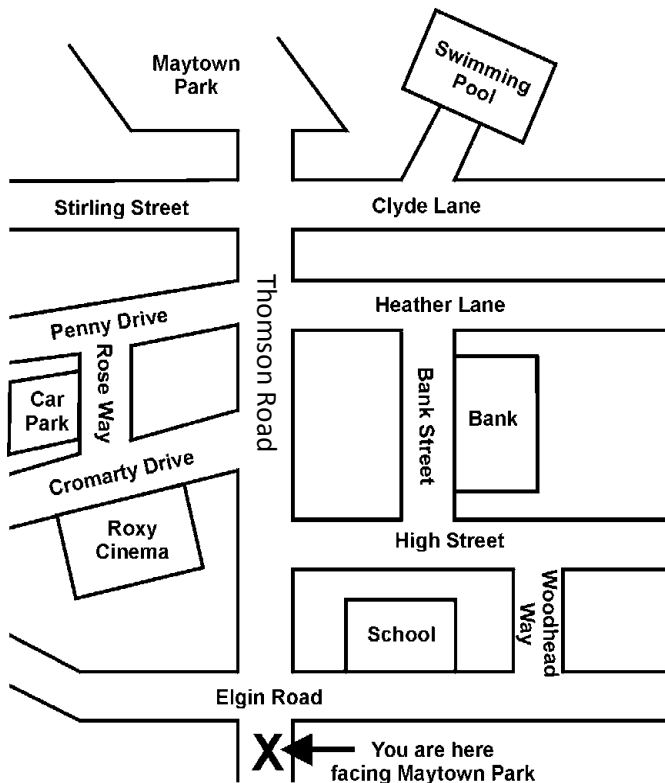 Maytown
Park
Swimming
Pool
Stirling Street
Clyde Lane
Thomson Road
Penny Drive
Heather Lane
Rose Way
Car
Park
Bank Street
Bank
Cromarty Drive
Roxy
Cinema
High Street
Woodhead
Way
School
Elgin Road
X
You are here
facing Maytown Park